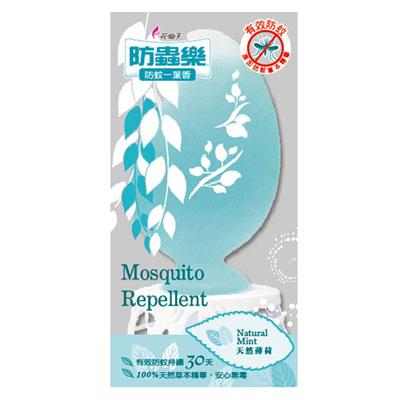 花仙子
防蟲樂
防蚊一葉香
有效防蚊
Mosquito
Repellent
Natural
Mint
天然薄荷
有效防蚊持續30天
100%天然草本精華，安心無毒